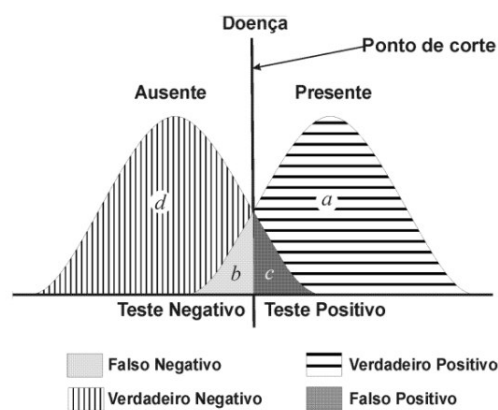 Doença
Ponto de corte
Ausente
Presente
d
a
b
c
Teste Negativo
Teste Positivo
Falso Negativo
Verdadeiro Positivo
Verdadeiro Negativo
Falso Positivo